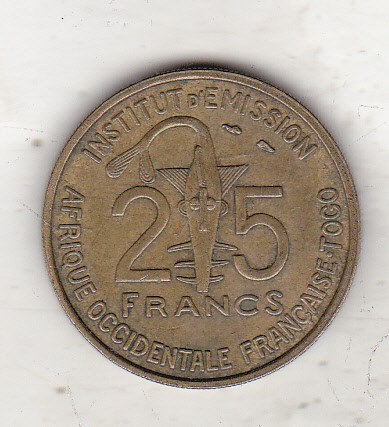 INSTITUT D'EMISSION
AFRIQUE OCCIDENTALE FRANÇAISE·TOGO
25
FRANCS